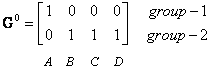 G⁰ = [1 0 0 0] group−1
[0 1 1 1] group−2
A B C D